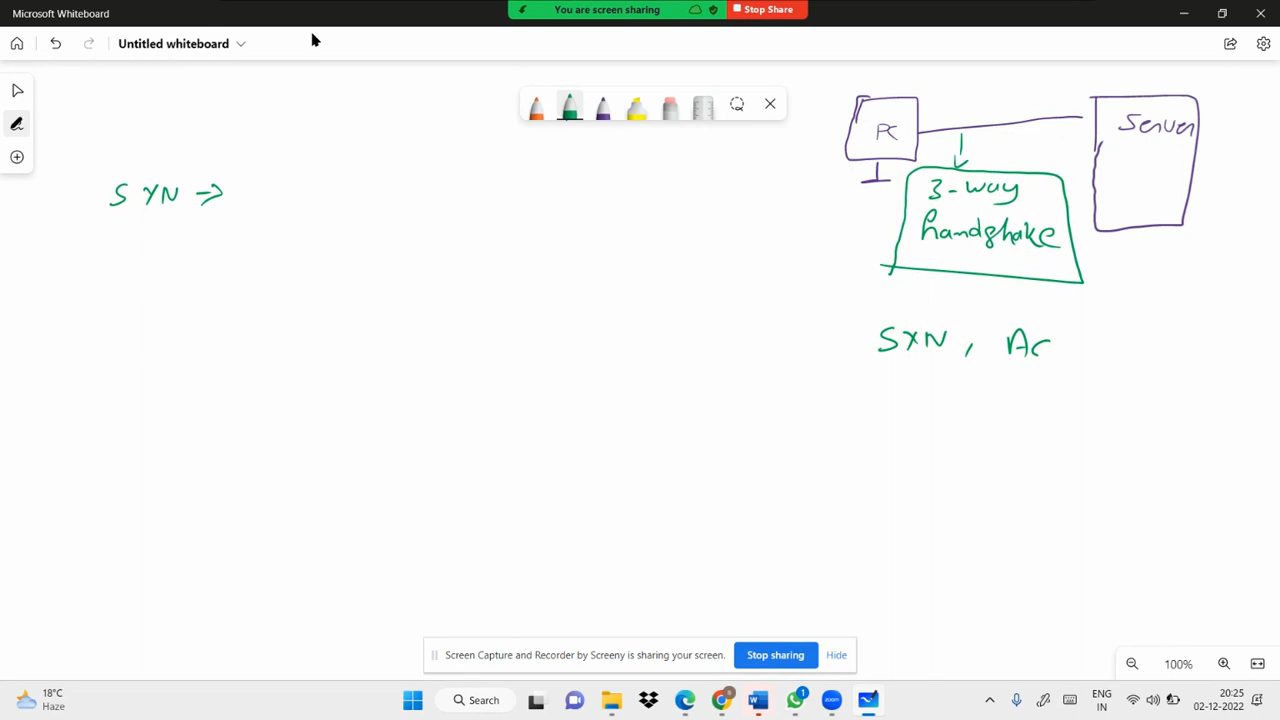 Microsoft Whiteboard
You are screen sharing
Stop Share
Untitled whiteboard
PC
Server
SYN →
3-way
handshake
SYN, AC
Screen Capture and Recorder by Screeny is sharing your screen.
Stop sharing
Hide
100%
18°C
Haze
Search
zoom
1
ENG
IN
20:25
02-12-2022